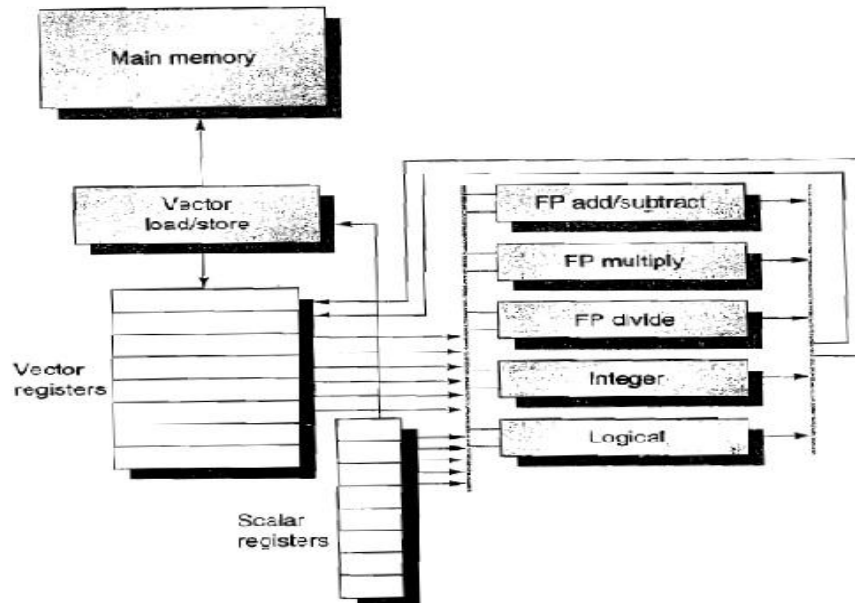 Main memory
Vector
load/store
FP add/subtract
FP multiply
FP divide
Integer
Logical
Vector
registers
Scalar
registers